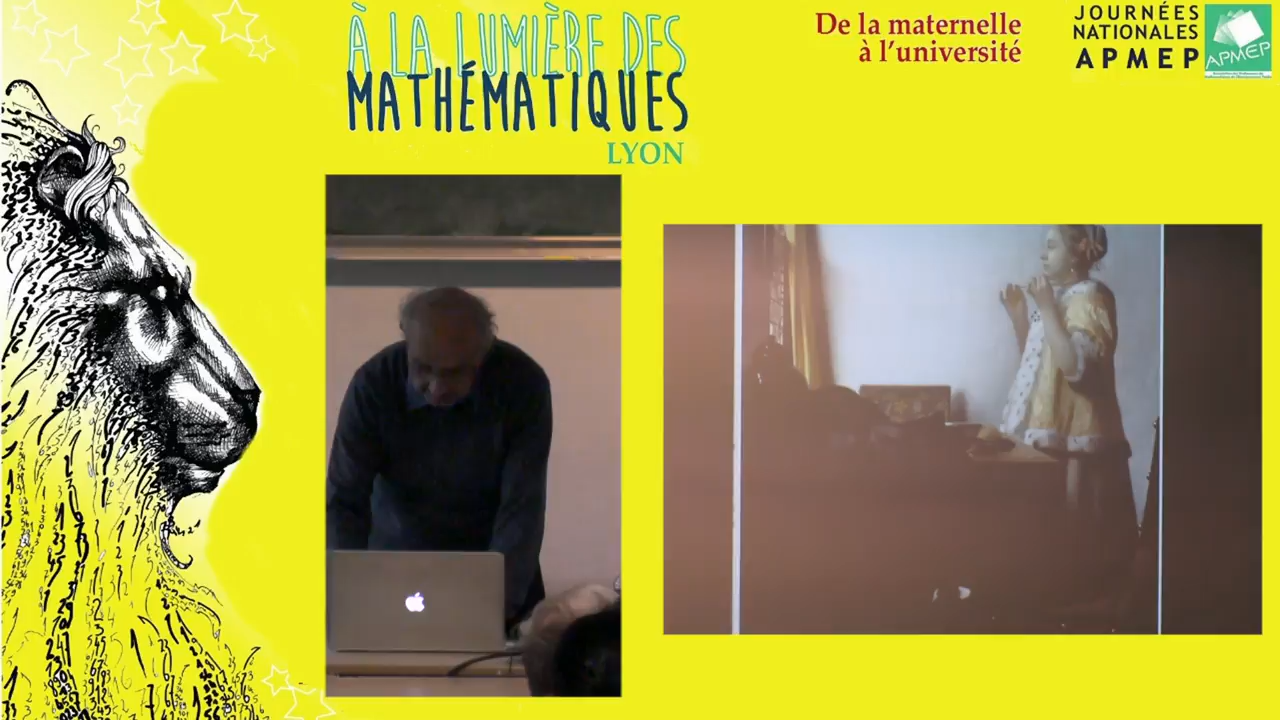 À LA LUMIÈRE DES
MATHÉMATIQUES
LYON
De la maternelle
à l'université
JOURNÉES
NATIONALES
APMEP
APMEP